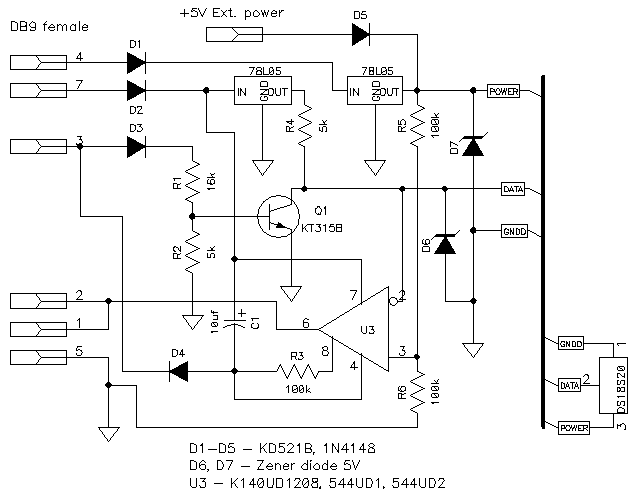 +5V Ext. power
DB9 female
D5
4
D1
78L05
78L05
7
D2
IN
GND
OUT
IN
GND
OUT
POWER
3
D3
R4
5k
R5
100k
D7
R1
16k
DATA
Q1
KT315B
R2
5k
D6
GNDD
2
1
5
10uf
+
C1
7
2
6
U3
8
3
4
D4
R3
100k
R6
100k
GNDD
1
DATA
2
DS18S20
POWER
3
D1-D5 - KD521B, 1N4148
D6, D7 - Zener diode 5V
U3 - K140UD1208, 544UD1, 544UD2